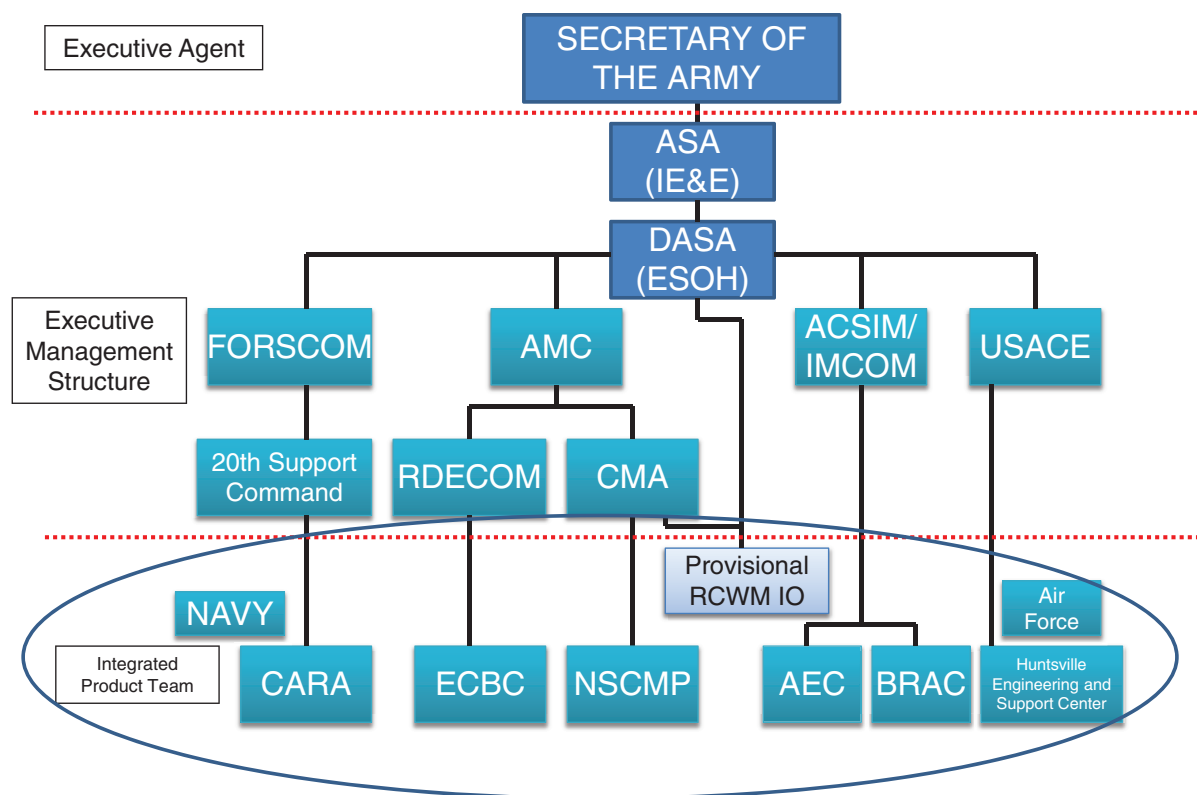 Executive Agent
SECRETARY OF
THE ARMY
ASA
(IE&E)
DASA
(ESOH)
Executive
Management
Structure
FORSCOM
AMC
ACSIM/
IMCOM
USACE
20th Support
Command
RDECOM
CMA
Provisional
RCWM IO
NAVY
Air
Force
Integrated
Product Team
CARA
ECBC
NSCMP
AEC
BRAC
Huntsville
Engineering and
Support Center